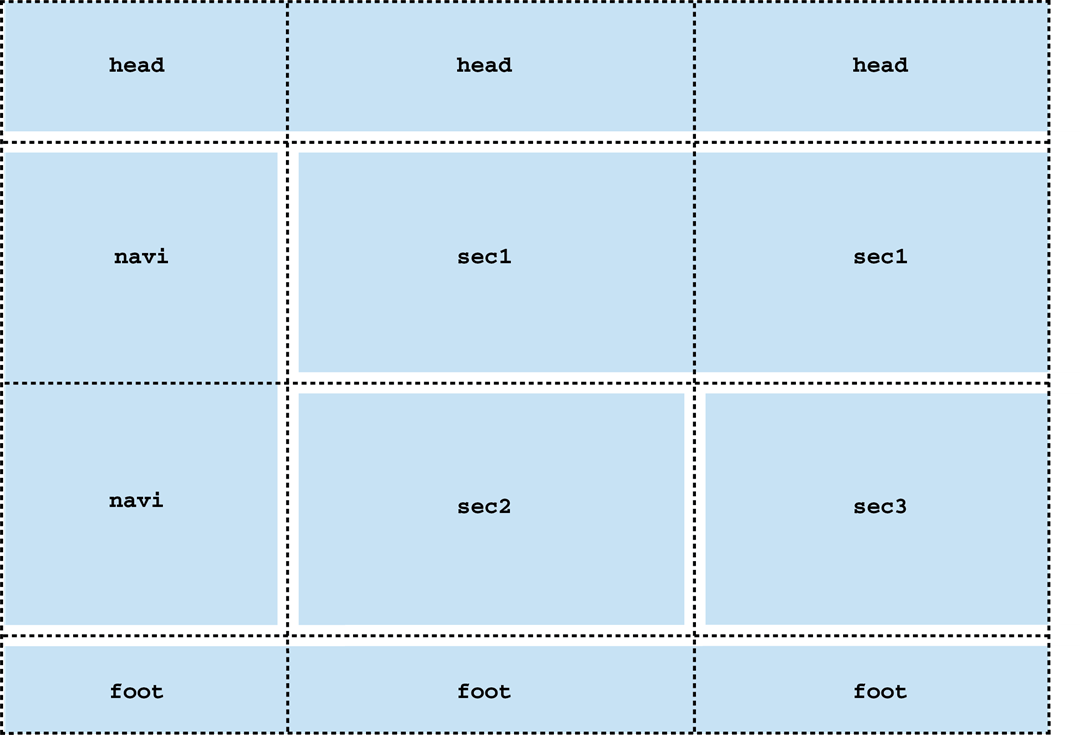 head head head
navi sec1 sec1
navi sec2 sec3
foot foot foot